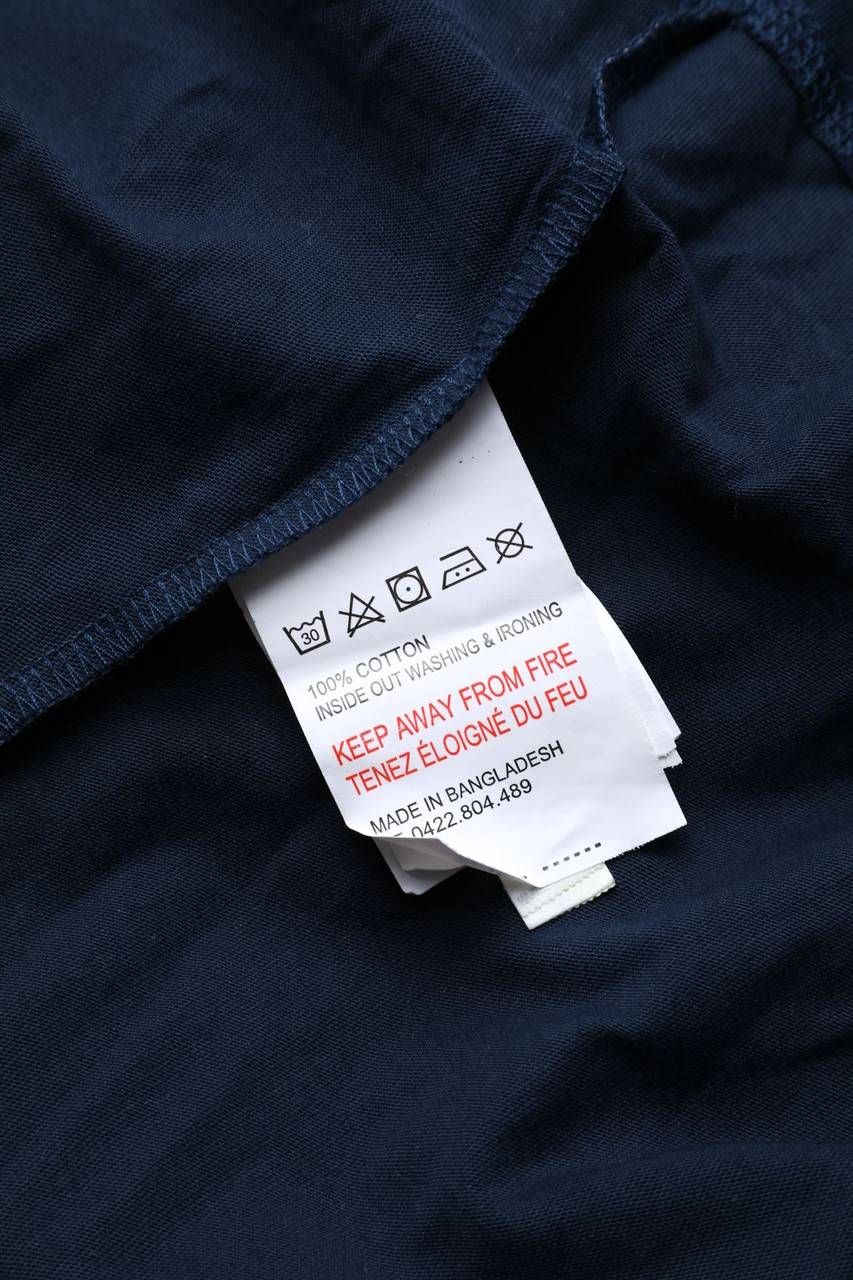 30
100% COTTON
INSIDE OUT WASHING & IRONING
KEEP AWAY FROM FIRE
TENEZ ÉLOIGNÉ DU FEU
MADE IN BANGLADESH
0422.804.489